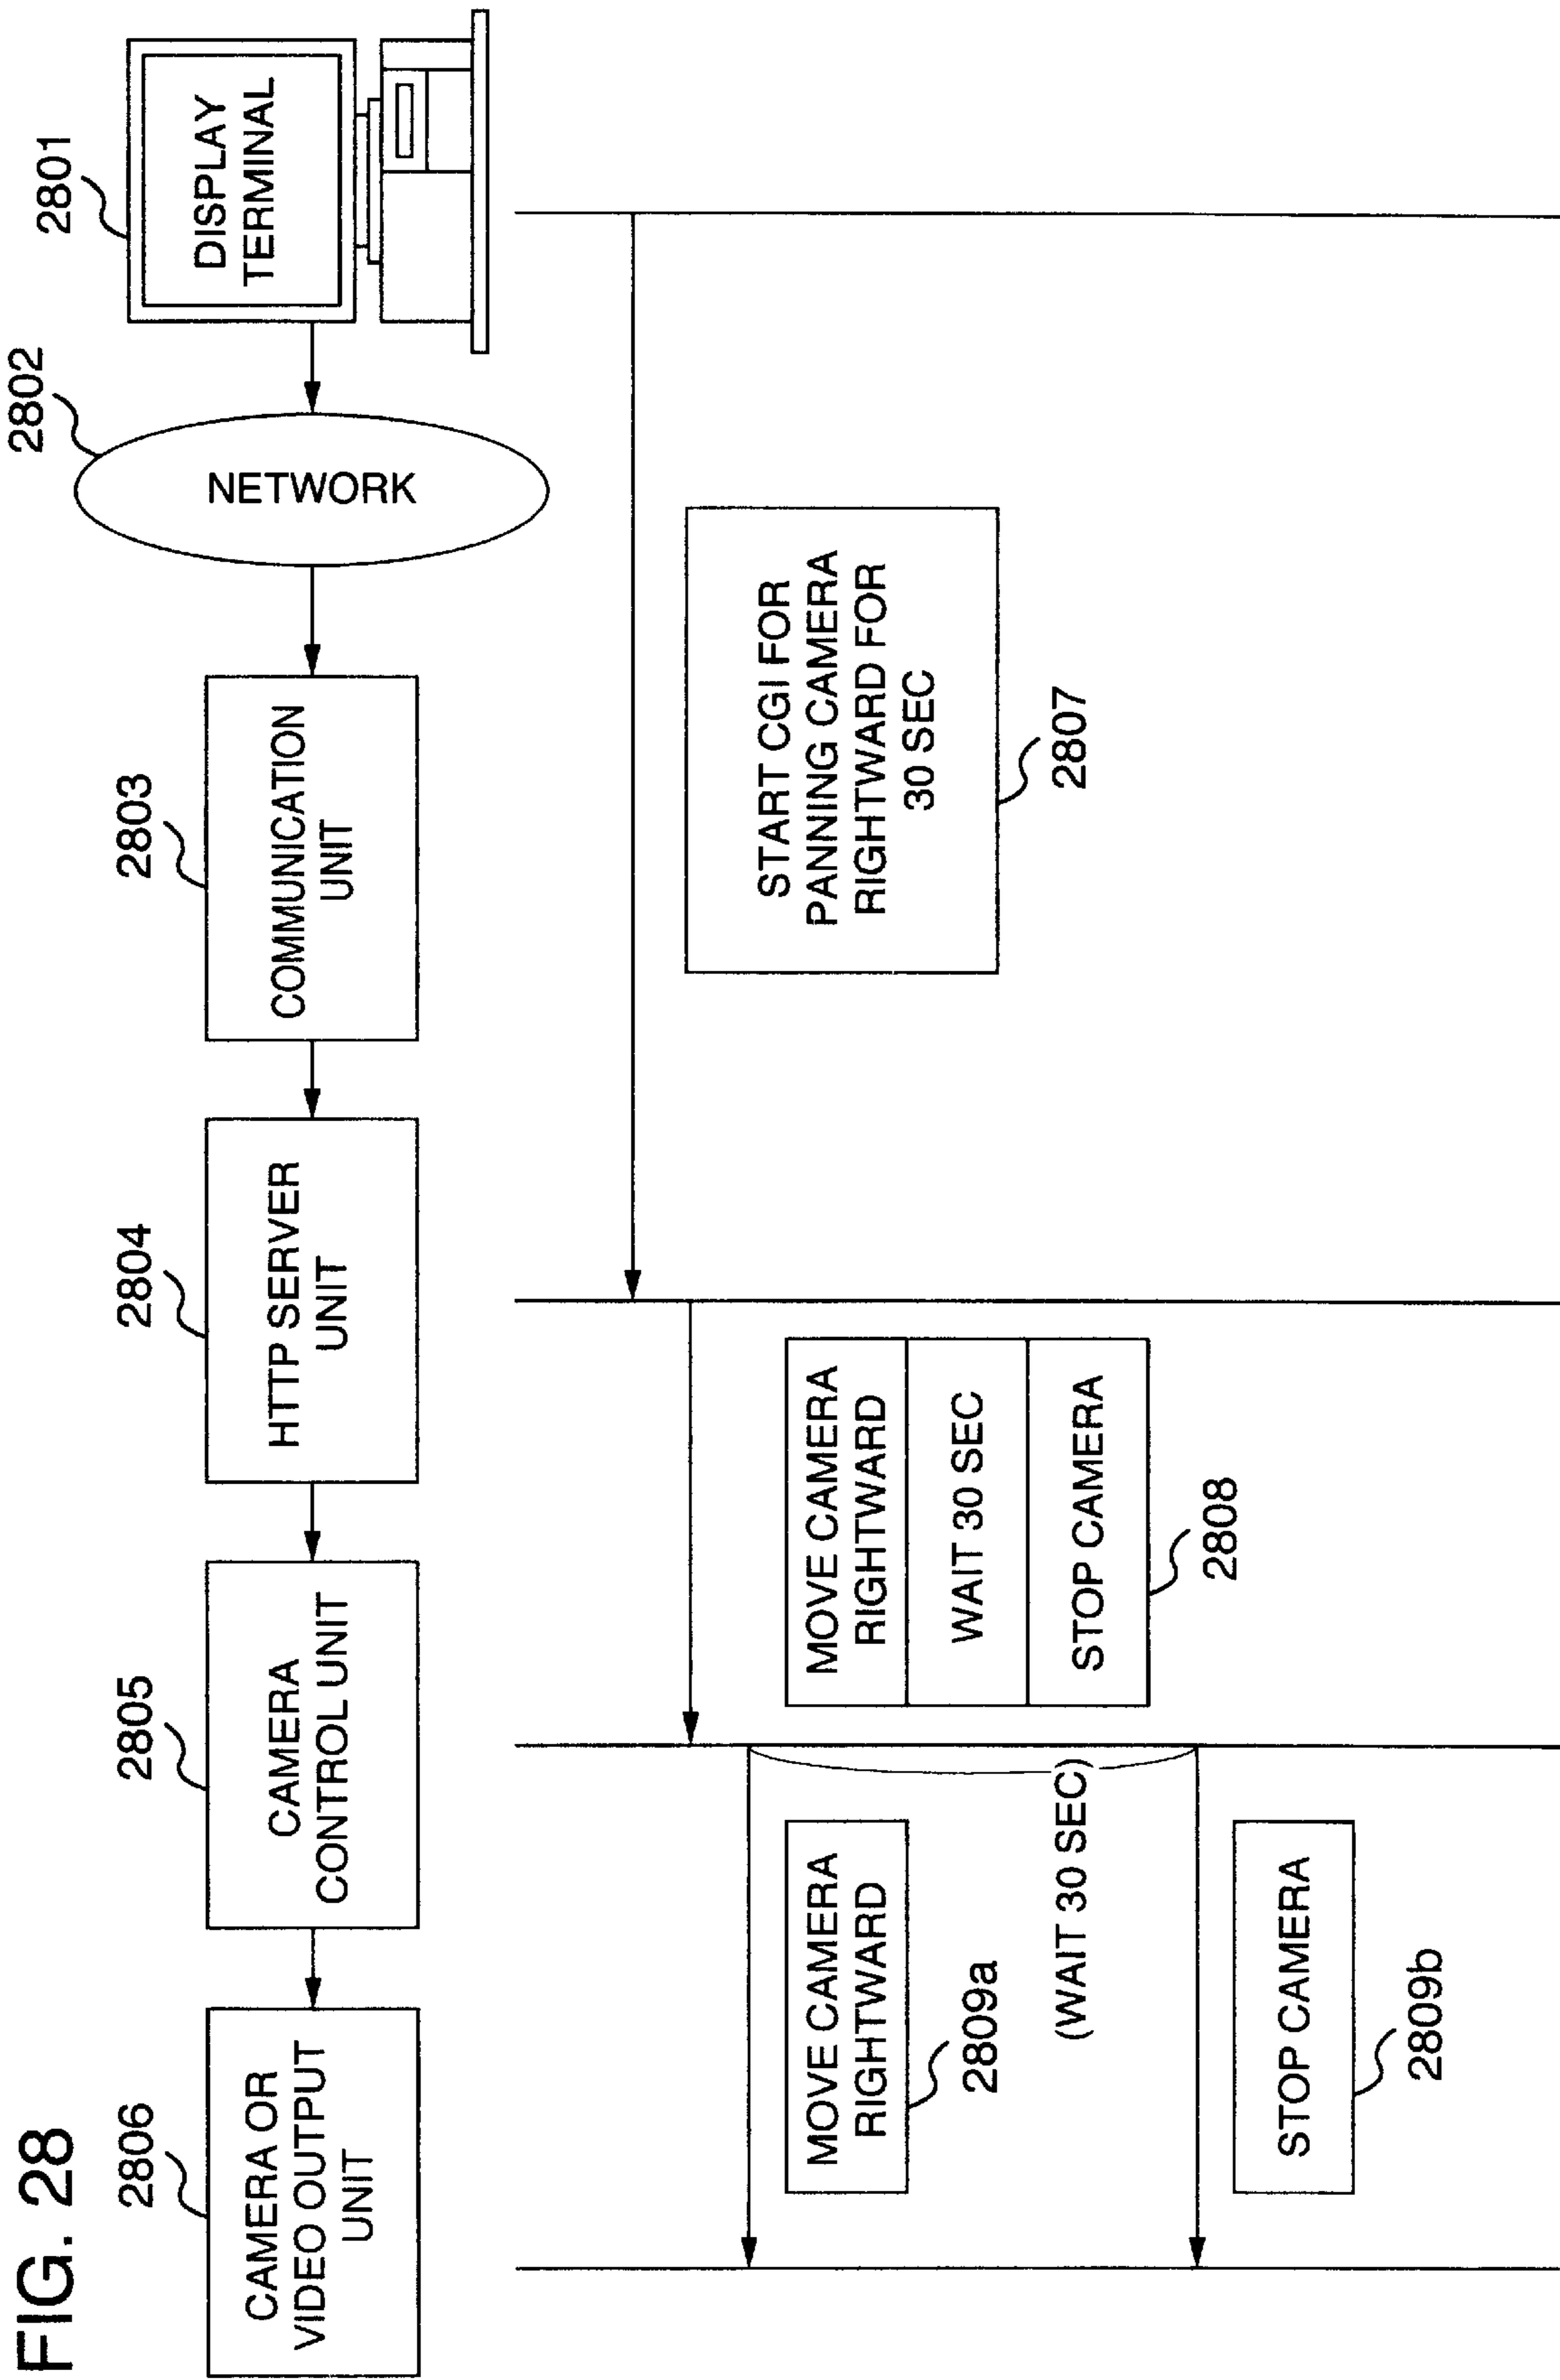 FIG. 28
2806
CAMERA OR
VIDEO OUTPUT
UNIT
2805
CAMERA
CONTROL UNIT
2804
HTTP SERVER
UNIT
2803
COMMUNICATION
UNIT
2802
NETWORK
2801
DISPLAY
TERMINAL
START CGI FOR
PANNING CAMERA
RIGHTWARD FOR
30 SEC
2807
MOVE CAMERA
RIGHTWARD
WAIT 30 SEC
STOP CAMERA
2808
MOVE CAMERA
RIGHTWARD
2809a
(WAIT 30 SEC)
STOP CAMERA
2809b